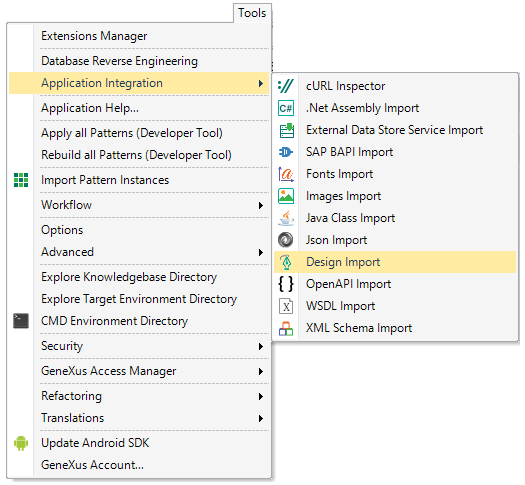 Tools
Extensions Manager
Database Reverse Engineering
Application Integration
Application Help...
Apply all Patterns (Developer Tool)
Rebuild all Patterns (Developer Tool)
Import Pattern Instances
Workflow
Options
Advanced
Explore Knowledgebase Directory
Explore Target Environment Directory
CMD Environment Directory
Security
GeneXus Access Manager
Refactoring
Translations
Update Android SDK
GeneXus Account...
cURL Inspector
C# .Net Assembly Import
External Data Store Service Import
SAP BAPI Import
Fonts Import
Images Import
Java Class Import
Json Import
Design Import
{ } OpenAPI Import
X WSDL Import
XML Schema Import